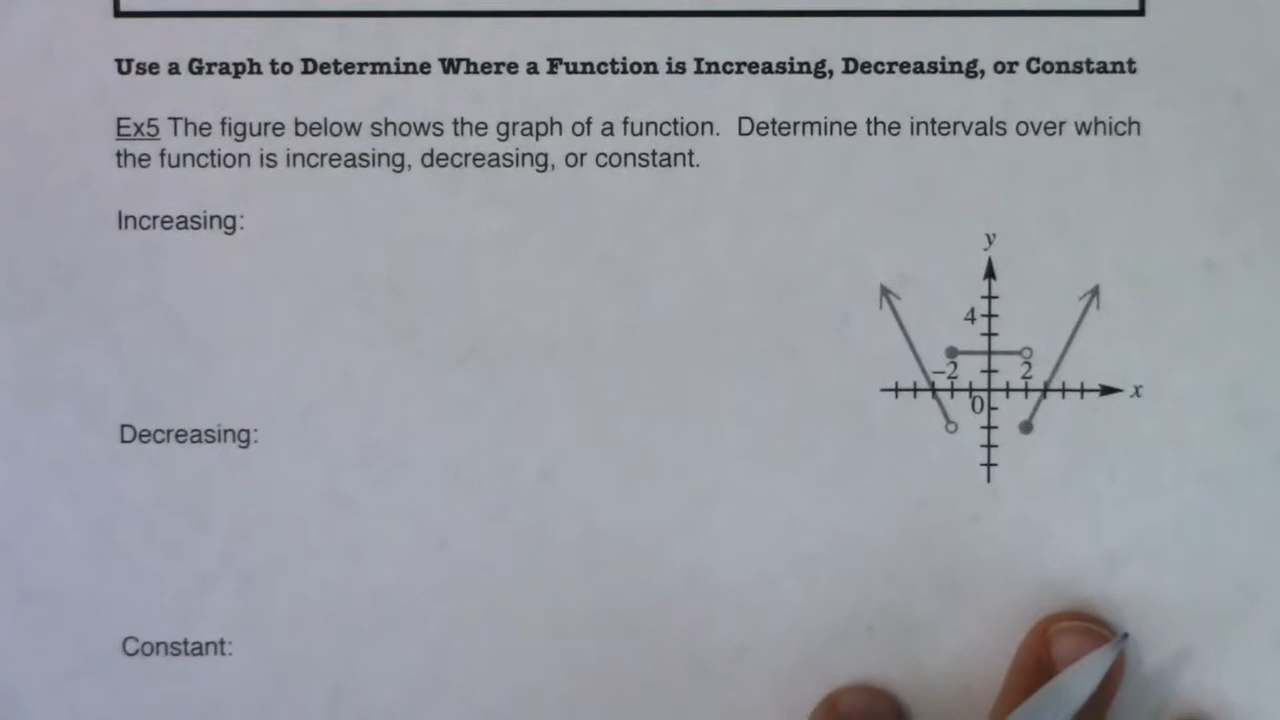 Use a Graph to Determine Where a Function is Increasing, Decreasing, or Constant
Ex5 The figure below shows the graph of a function. Determine the intervals over which
the function is increasing, decreasing, or constant.
Increasing:
y
4
−2 2
x
0
Decreasing:
Constant: